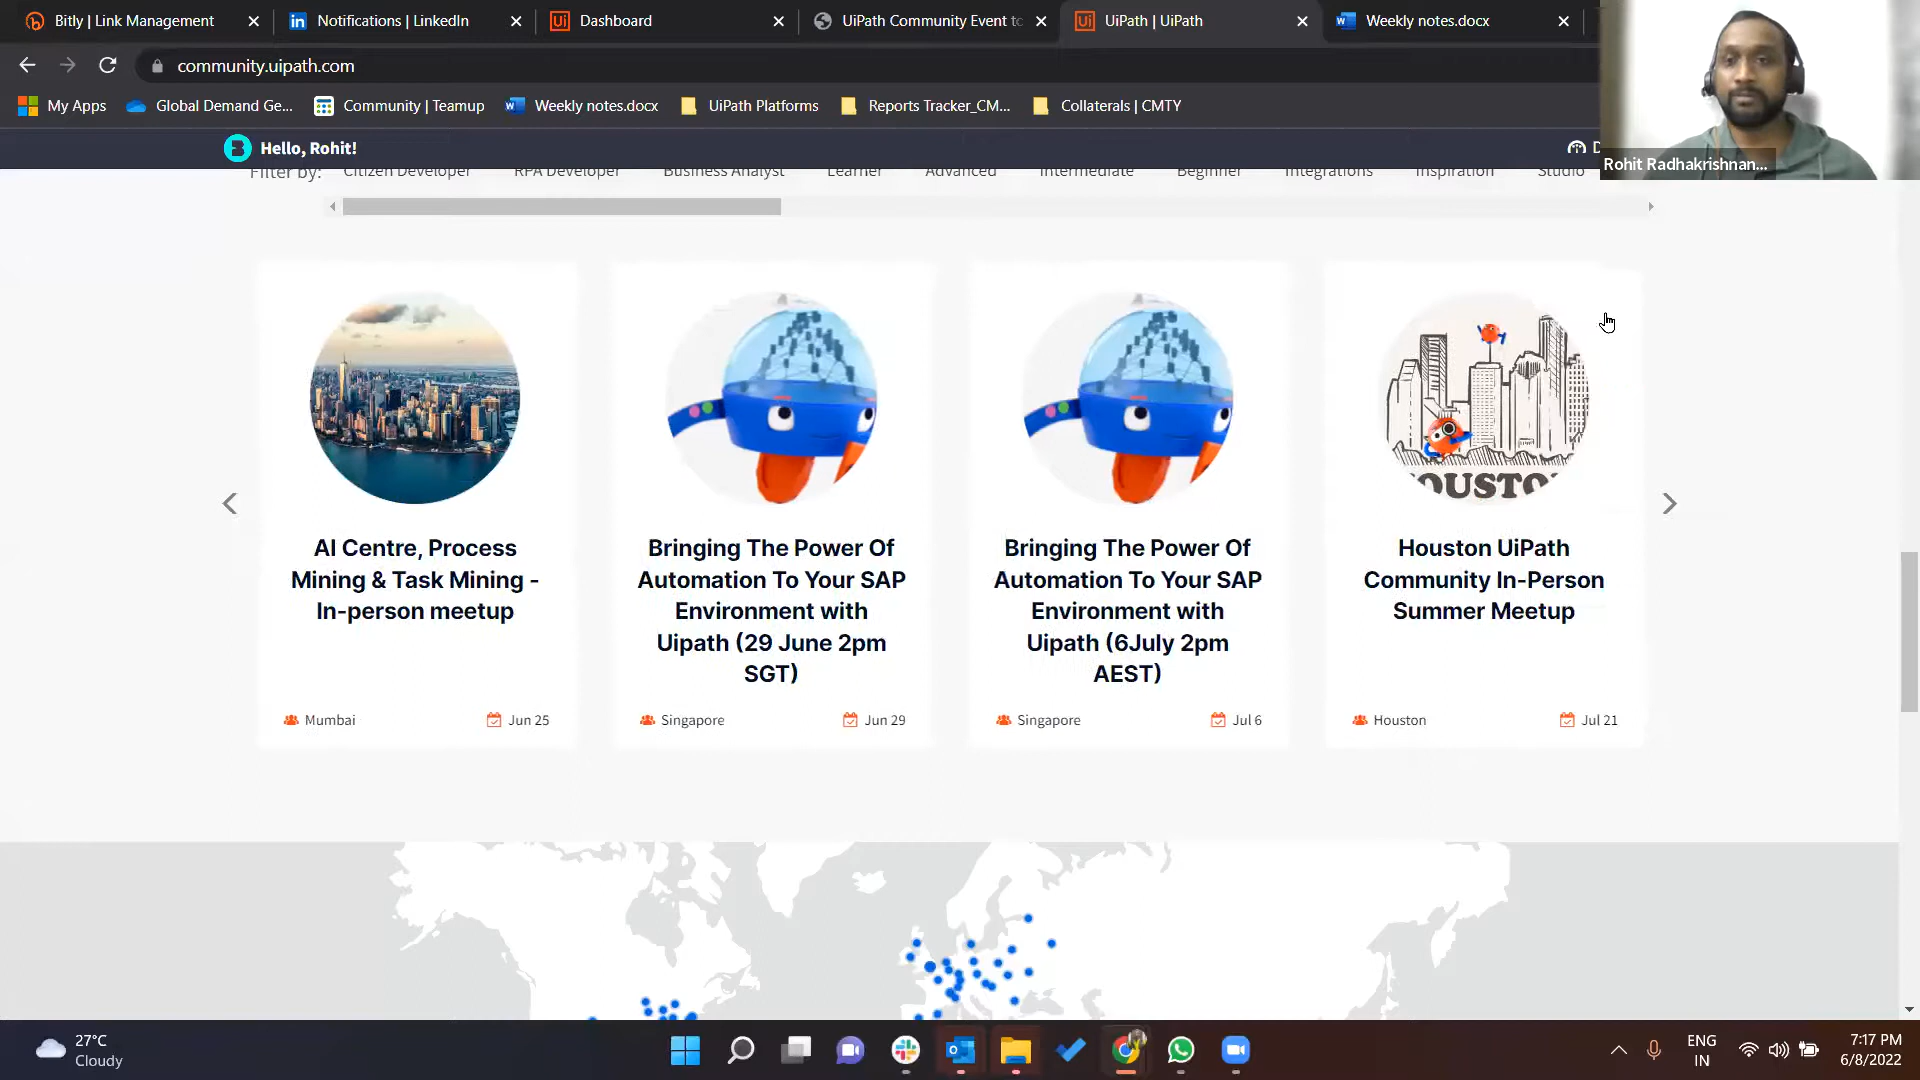 Bitly | Link Management
Notifications | LinkedIn
Dashboard
UiPath Community Event to
UiPath | UiPath
Weekly notes.docx
community.uipath.com
My Apps
Global Demand Ge...
Community | Teamup
Weekly notes.docx
UiPath Platforms
Reports Tracker_CM...
Collaterals | CMTY
Hello, Rohit!
D
Rohit Radhakrishnan...
Filter by:
Citizen Developer
RPA Developer
Business Analyst
Learner
Advanced
Intermediate
Beginner
Integrations
Inspiration
Studio
AI Centre, Process
Mining & Task Mining -
In-person meetup
Mumbai
Jun 25
Bringing The Power Of
Automation To Your SAP
Environment with
Uipath (29 June 2pm
SGT)
Singapore
Jun 29
Bringing The Power Of
Automation To Your SAP
Environment with
Uipath (6July 2pm
AEST)
Singapore
Jul 6
HOUSTON
Houston UiPath
Community In-Person
Summer Meetup
Houston
Jul 21
27°C
Cloudy
ENG
IN
7:17 PM
6/8/2022